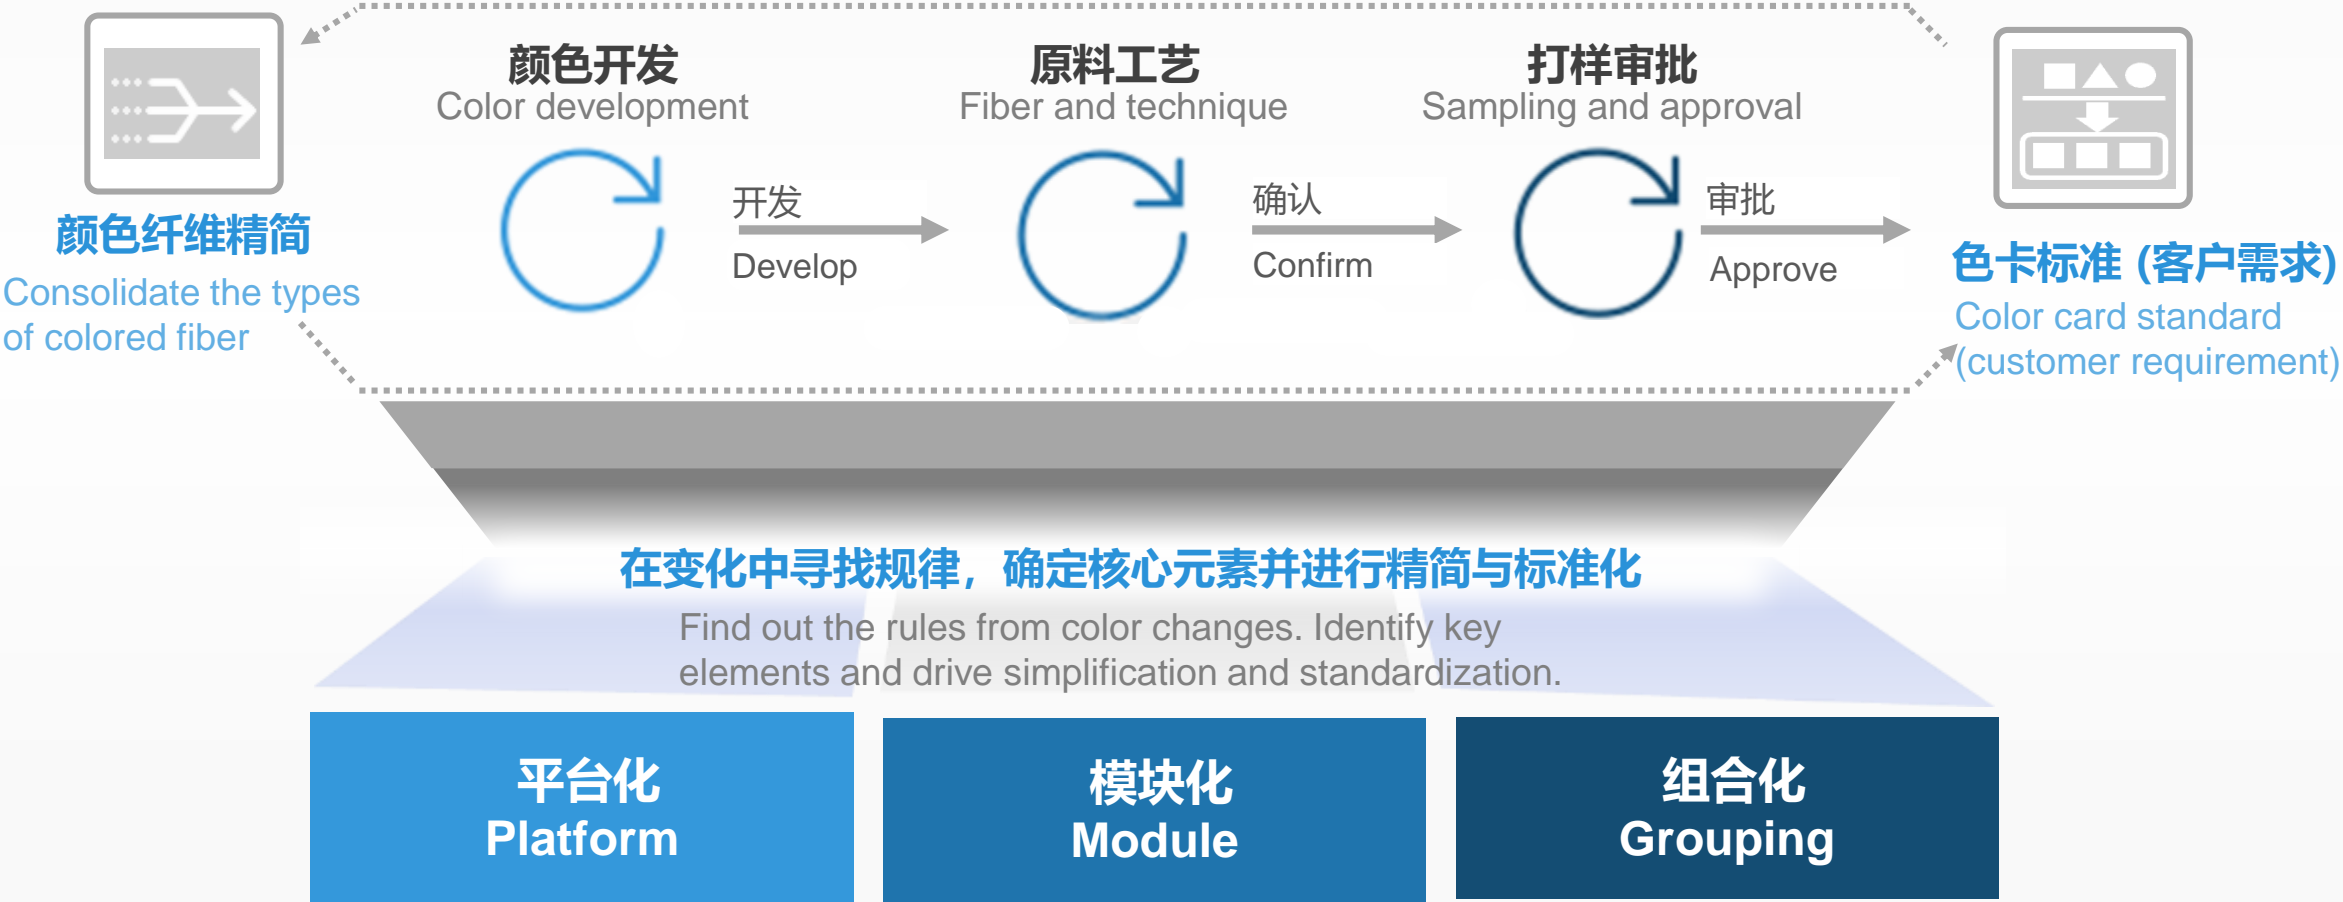 颜色开发
Color development
原料工艺
Fiber and technique
打样审批
Sampling and approval
开发
Develop
确认
Confirm
审批
Approve
颜色纤维精简
Consolidate the types
of colored fiber
色卡标准 (客户需求)
Color card standard
(customer requirement)
在变化中寻找规律，确定核心元素并进行精简与标准化
Find out the rules from color changes. Identify key
elements and drive simplification and standardization.
平台化
Platform
模块化
Module
组合化
Grouping